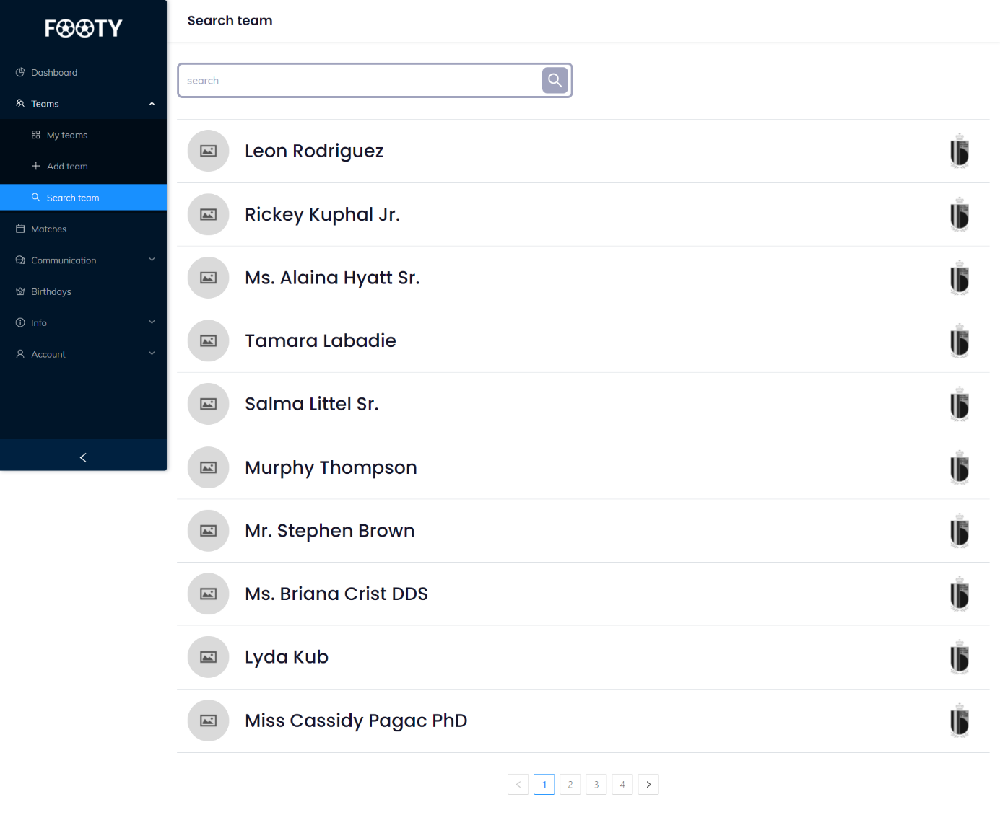 FOOTY
Dashboard
Teams
My teams
Add team
Search team
Matches
Communication
Birthdays
Info
Account
Search team
search
Leon Rodriguez
Rickey Kuphal Jr.
Ms. Alaina Hyatt Sr.
Tamara Labadie
Salma Littel Sr.
Murphy Thompson
Mr. Stephen Brown
Ms. Briana Crist DDS
Lyda Kub
Miss Cassidy Pagac PhD
< 1 2 3 4 >